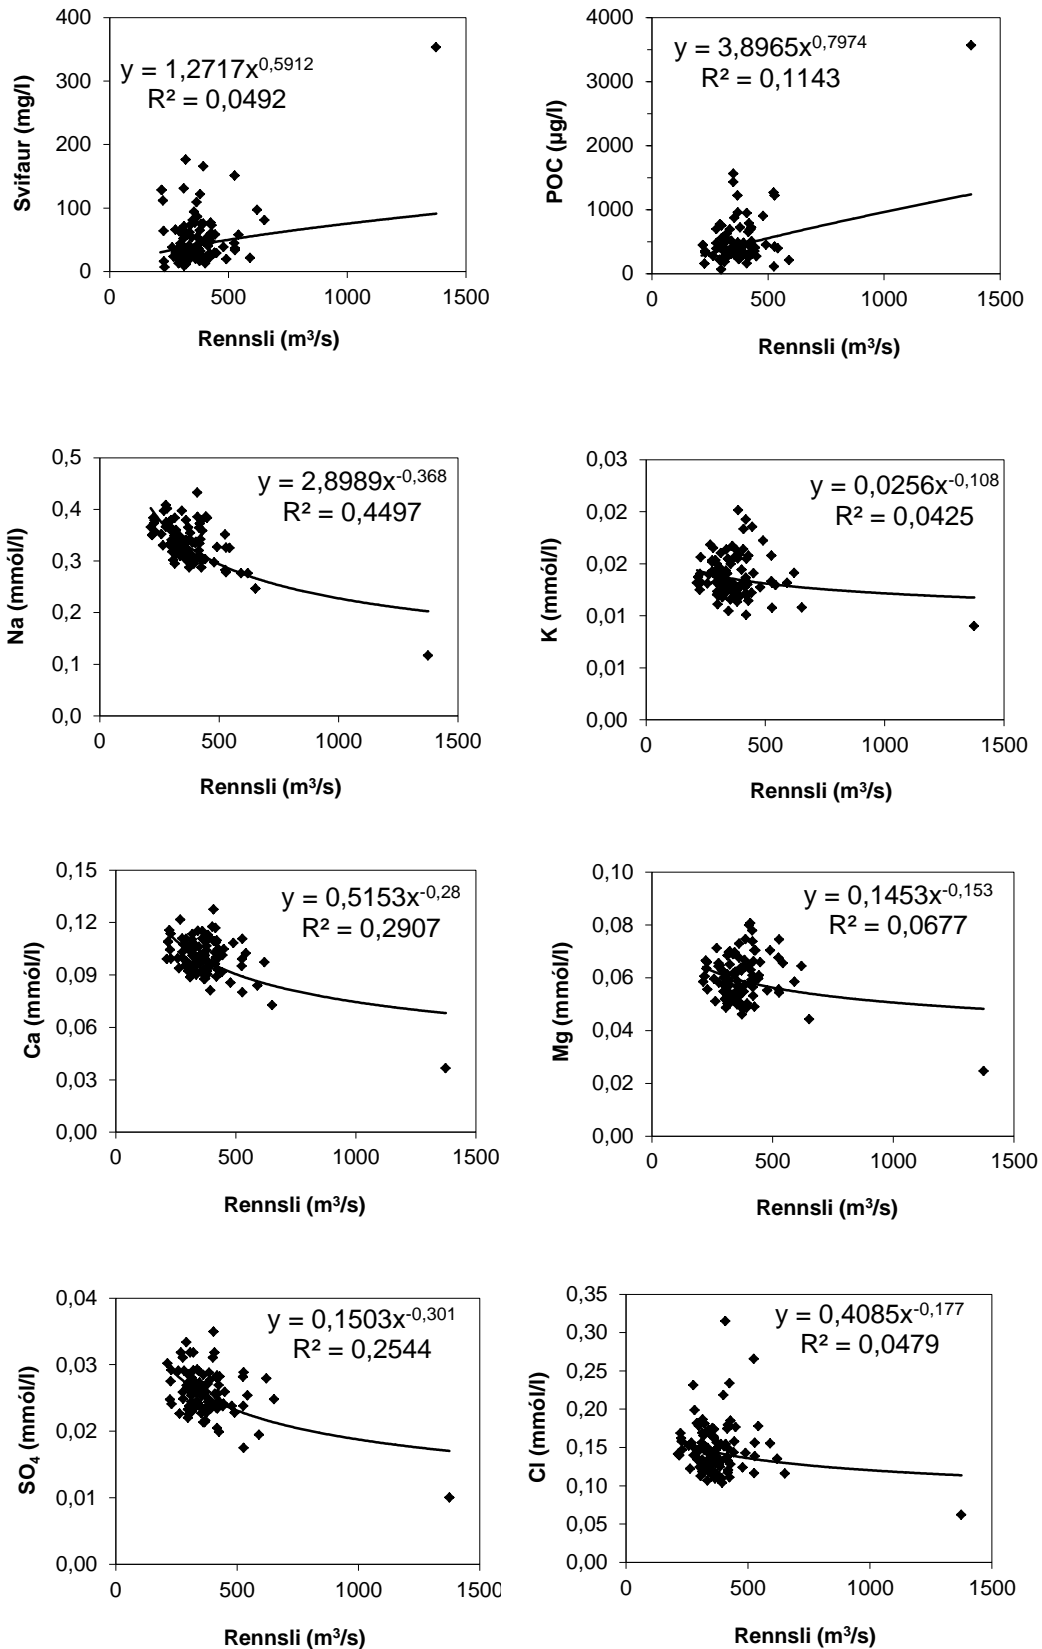 400
300
200
100
0
Svifaur (mg/l)
y = 1,2717x^0,5912
R² = 0,0492
0 500 1000 1500
Rennsli (m³/s)
4000
3000
2000
1000
0
POC (µg/l)
y = 3,8965x^0,7974
R² = 0,1143
0 500 1000 1500
Rennsli (m³/s)
0,5
0,4
0,3
0,2
0,1
0,0
Na (mmól/l)
y = 2,8989x^-0,368
R² = 0,4497
0 500 1000 1500
Rennsli (m³/s)
0,03
0,02
0,02
0,01
0,01
0,00
K (mmól/l)
y = 0,0256x^-0,108
R² = 0,0425
0 500 1000 1500
Rennsli (m³/s)
0,15
0,12
0,09
0,06
0,03
0,00
Ca (mmól/l)
y = 0,5153x^-0,28
R² = 0,2907
0 500 1000 1500
Rennsli (m³/s)
0,10
0,08
0,06
0,04
0,02
0,00
Mg (mmól/l)
y = 0,1453x^-0,153
R² = 0,0677
0 500 1000 1500
Rennsli (m³/s)
0,04
0,03
0,02
0,01
0,00
SO₄ (mmól/l)
y = 0,1503x^-0,301
R² = 0,2544
0 500 1000 1500
Rennsli (m³/s)
0,35
0,30
0,25
0,20
0,15
0,10
0,05
0,00
Cl (mmól/l)
y = 0,4085x^-0,177
R² = 0,0479
0 500 1000 1500
Rennsli (m³/s)